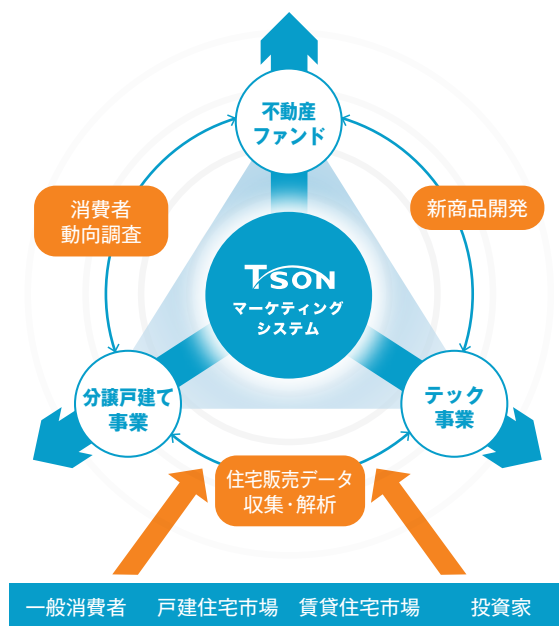 不動産
ファンド
消費者
動向調査
新商品開発
TSON
マーケティング
システム
分譲戸建て
事業
テック
事業
住宅販売データ
収集・解析
一般消費者 戸建住宅市場 賃貸住宅市場 投資家